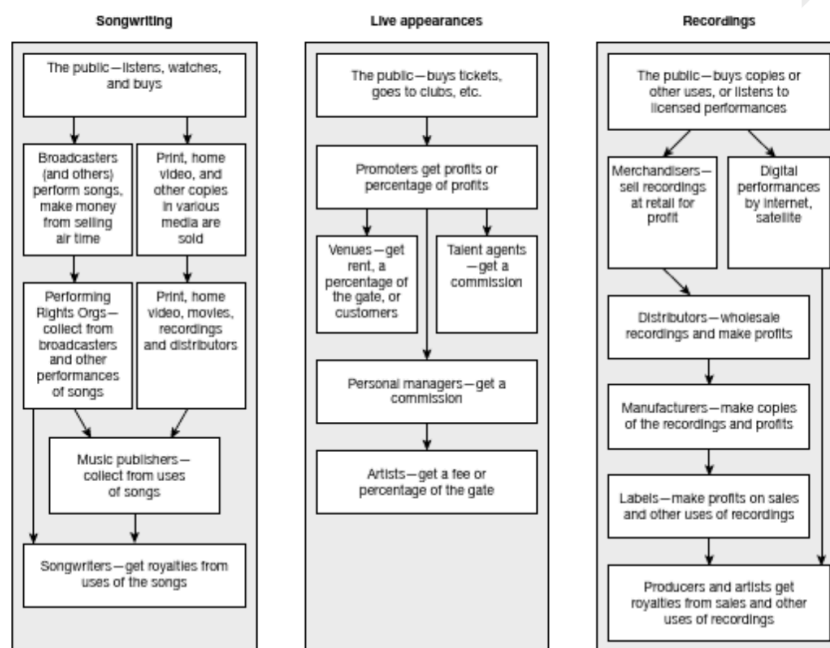 Songwriting
The public—listens, watches,
and buys
Broadcasters
(and others)
perform songs,
make money
from selling
air time
Print, home
video, and
other copies
in various
media are
sold
Performing
Rights Orgs—
collect from
broadcasters
and other
performances
of songs
Print, home
video, movies,
recordings
and distributors
Music publishers—
collect from uses
of songs
Songwriters—get royalties from
uses of the songs
Live appearances
The public—buys tickets,
goes to clubs, etc.
Promoters get profits or
percentage of profits
Venues—get
rent, a
percentage of
the gate, or
customers
Talent agents
—get a
commission
Personal managers—get a
commission
Artists—get a fee or
percentage of the gate
Recordings
The public—buys copies or
other uses, or listens to
licensed performances
Merchandisers—
sell recordings
at retail for
profit
Digital
performances
by internet,
satellite
Distributors—wholesale
recordings and make profits
Manufacturers—make copies
of the recordings and profits
Labels—make profits on sales
and other uses of recordings
Producers and artists get
royalties from sales and other
uses of recordings